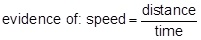 evidence of: speed = distance / time